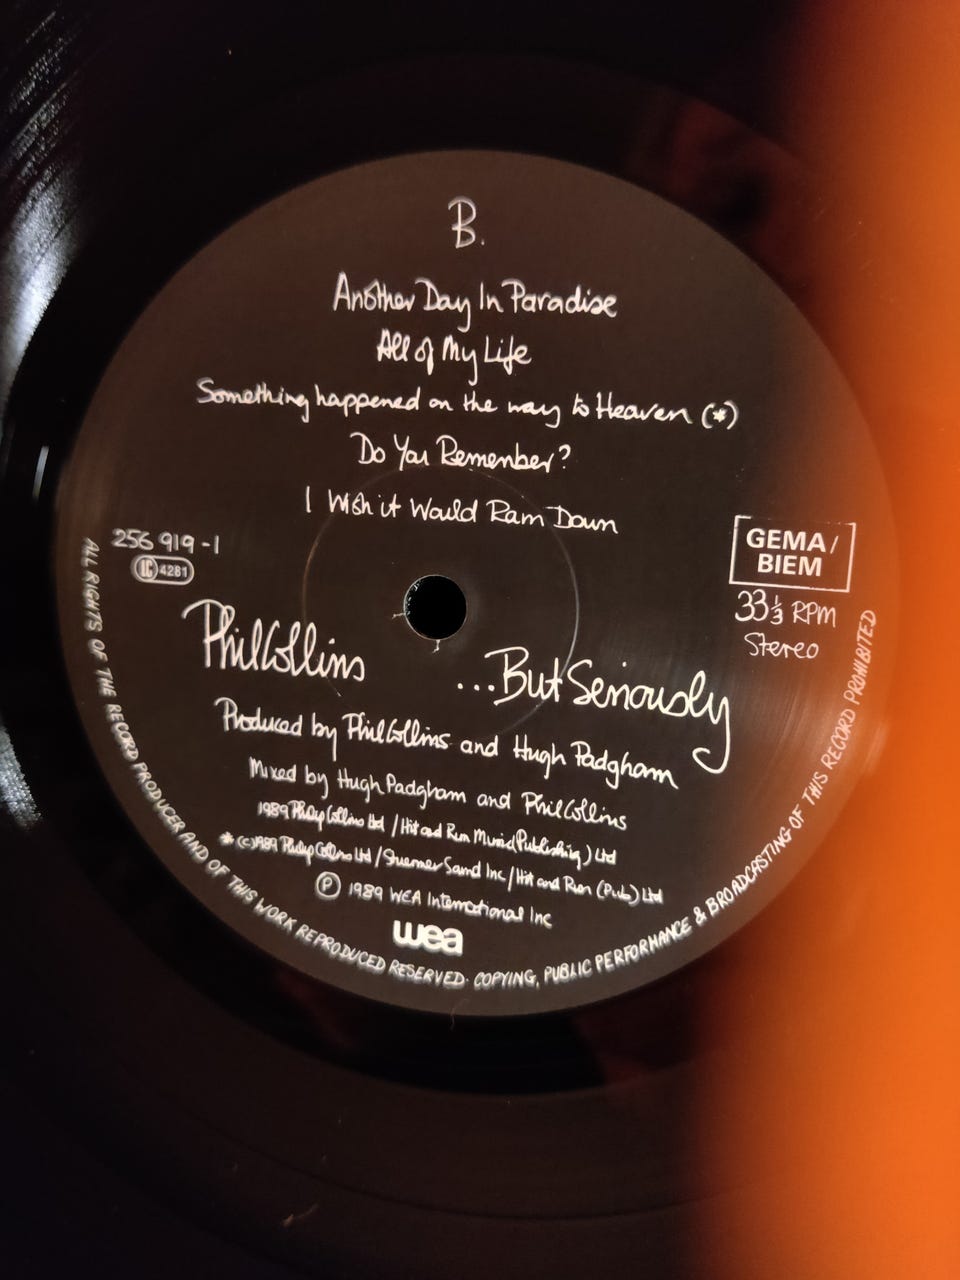 B.
Another Day In Paradise
All of My Life
Something happened on the way to Heaven (*)
Do You Remember?
I Wish it Would Rain Down
256 919 -1
LC 4281
GEMA/
BIEM
33⅓ RPM
Stereo
Phil Collins
...But Seriously
Produced by Phil Collins and Hugh Padgham
Mixed by Hugh Padgham and Phil Collins
1989 Philip Collins Ltd / Hit and Run Music (Publishing) Ltd
* (c) 1989 Philip Collins Ltd / Stuermer Sand Inc / Hit and Run (Pub) Ltd
Ⓟ 1989 WEA International Inc
wea
ALL RIGHTS OF THE RECORD PRODUCER AND OF THIS WORK REPRODUCED RESERVED. COPYING, PUBLIC PERFORMANCE & BROADCASTING OF THIS RECORD PROHIBITED